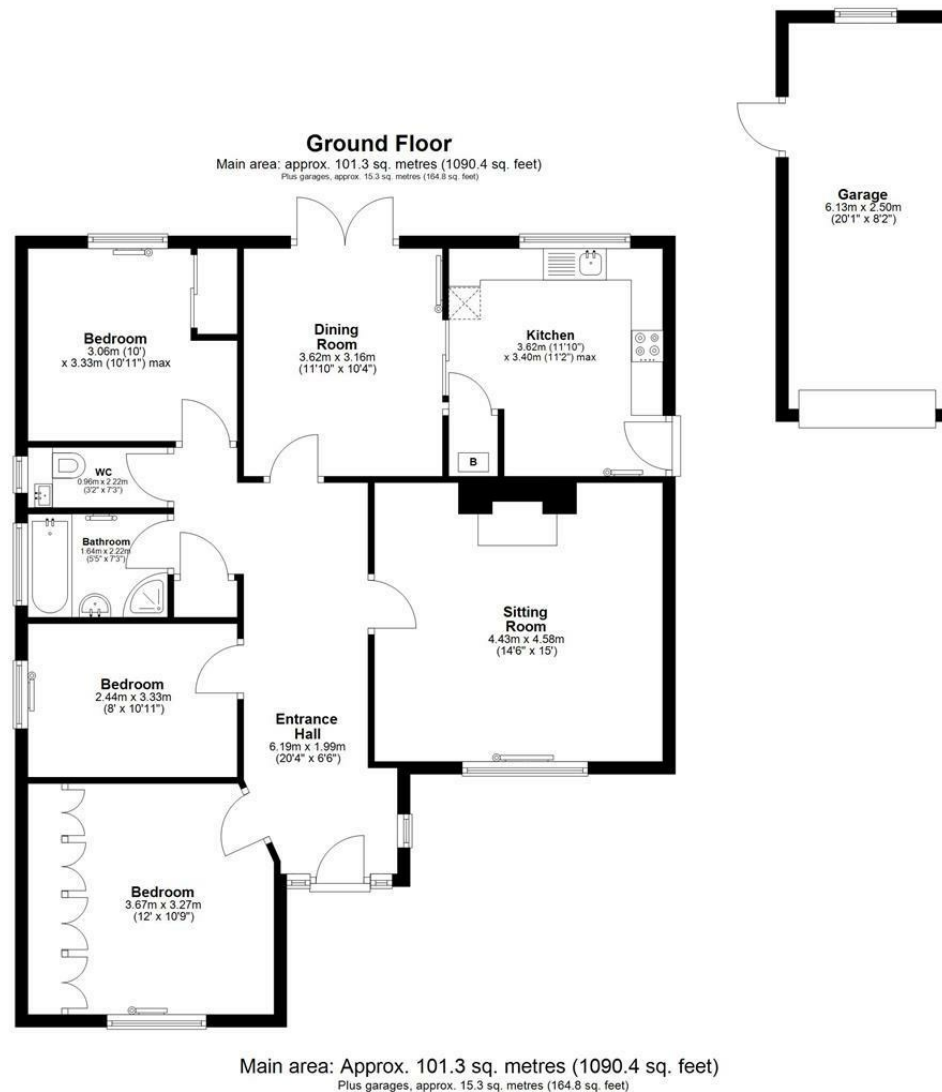 Ground Floor
Main area: approx. 101.3 sq. metres (1090.4 sq. feet)
Plus garages, approx. 15.3 sq. metres (164.8 sq. feet)
Garage
6.13m x 2.50m
(20'1" x 8'2")
Bedroom
3.06m (10')
x 3.33m (10'11") max
Dining
Room
3.62m x 3.16m
(11'10" x 10'4")
Kitchen
3.62m (11'10")
x 3.40m (11'2") max
B
WC
0.96m x 2.22m
(3'2" x 7'3")
Bathroom
1.64m x 2.22m
(5'5" x 7'3")
Sitting
Room
4.43m x 4.58m
(14'6" x 15')
Bedroom
2.44m x 3.33m
(8' x 10'11")
Entrance
Hall
6.19m x 1.99m
(20'4" x 6'6")
Bedroom
3.67m x 3.27m
(12' x 10'9")
Main area: Approx. 101.3 sq. metres (1090.4 sq. feet)
Plus garages, approx. 15.3 sq. metres (164.8 sq. feet)